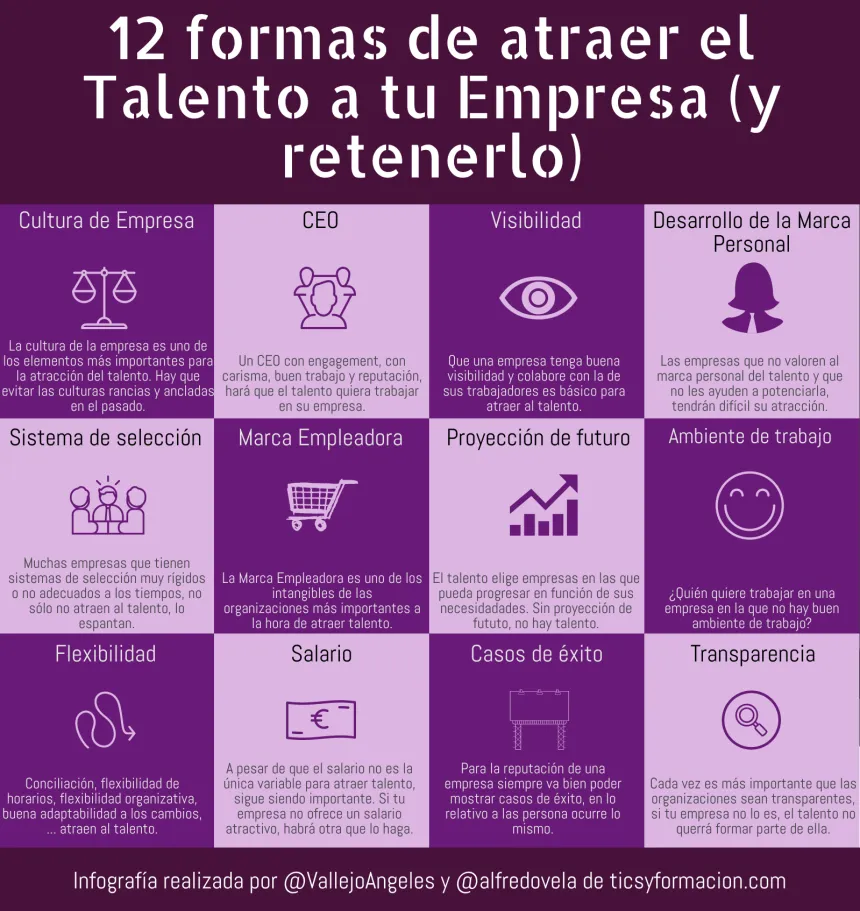 12 formas de atraer el
Talento a tu Empresa (y
retenerlo)
Cultura de Empresa
La cultura de la empresa es uno de
los elementos más importantes para
la atracción del talento. Hay que
evitar las culturas rancias y ancladas
en el pasado.
CEO
Un CEO con engagement, con
carisma, buen trabajo y reputación,
hará que el talento quiera trabajar
en su empresa.
Visibilidad
Que una empresa tenga buena
visibilidad y colabore con la de
sus trabajadores es básico para
atraer al talento.
Desarrollo de la Marca
Personal
Las empresas que no valoren al
marca personal del talento y que
no les ayuden a potenciarla,
tendrán difícil su atracción.
Sistema de selección
Muchas empresas que tienen
sistemas de selección muy rígidos
o no adecuados a los tiempos, no
sólo no atraen al talento, lo
espantan.
Marca Empleadora
La Marca Empleadora es uno de los
intangibles de las
organizaciones más importantes a
la hora de atraer talento.
Proyección de futuro
El talento elige empresas en las que
pueda progresar en función de sus
necesidadades. Sin proyección de
fututo, no hay talento.
Ambiente de trabajo
¿Quién quiere trabajar en una
empresa en la que no hay buen
ambiente de trabajo?
Flexibilidad
Conciliación, flexibilidad de
horarios, flexibilidad organizativa,
buena adaptabilidad a los cambios,
... atraen al talento.
Salario
€
A pesar de que el salario no es la
única variable para atraer talento,
sigue siendo importante. Si tu
empresa no ofrece un salario
atractivo, habrá otra que lo haga.
Casos de éxito
Para la reputación de una
empresa siempre va bien poder
mostrar casos de éxito, en lo
relativo a las persona ocurre lo
mismo.
Transparencia
Cada vez es más importante que las
organizaciones sean transparentes,
si tu empresa no lo es, el talento no
querrá formar parte de ella.
Infografía realizada por @VallejoAngeles y @alfredovela de ticsyformacion.com